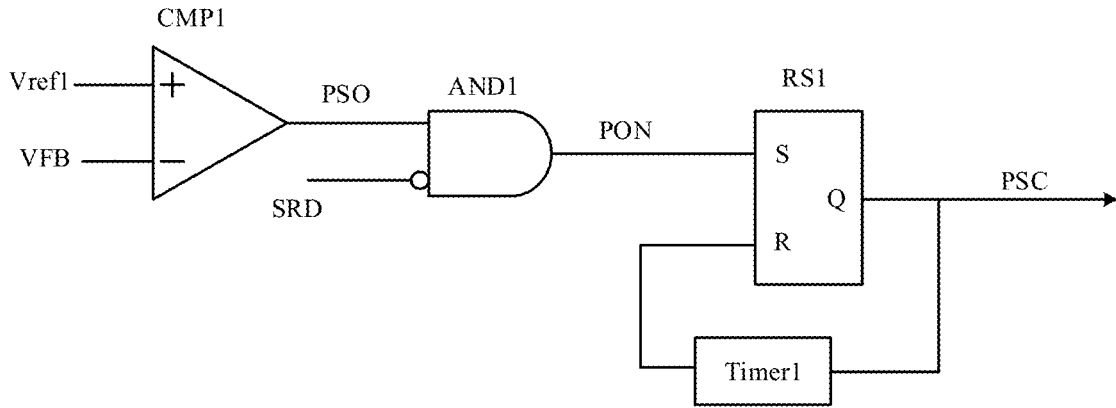 CMP1
Vref1
+
PSO
AND1
RS1
VFB
−
PON
S
SRD
Q
PSC
R
Timer1